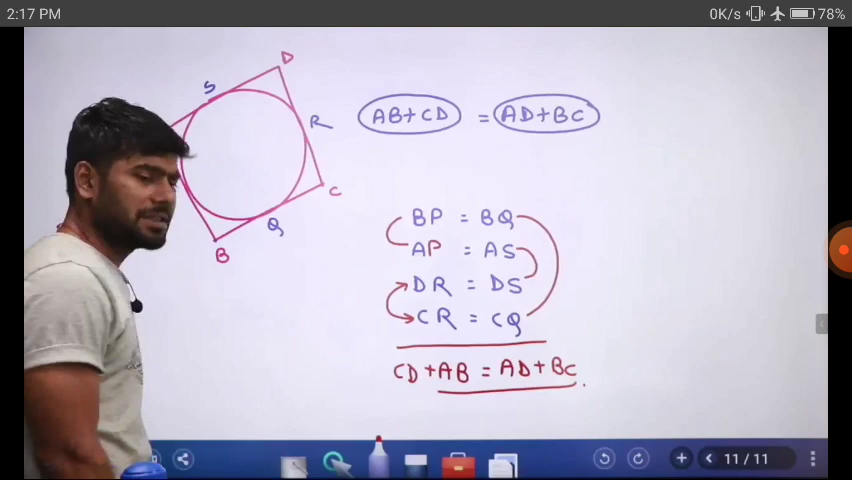 2:17 PM 0K/s 78%
D
S
R
C
Q
B
AB+CD = AD+BC
BP = BQ
AP = AS
DR = DS
CR = CQ
CD+AB = AD+BC.
11 / 11